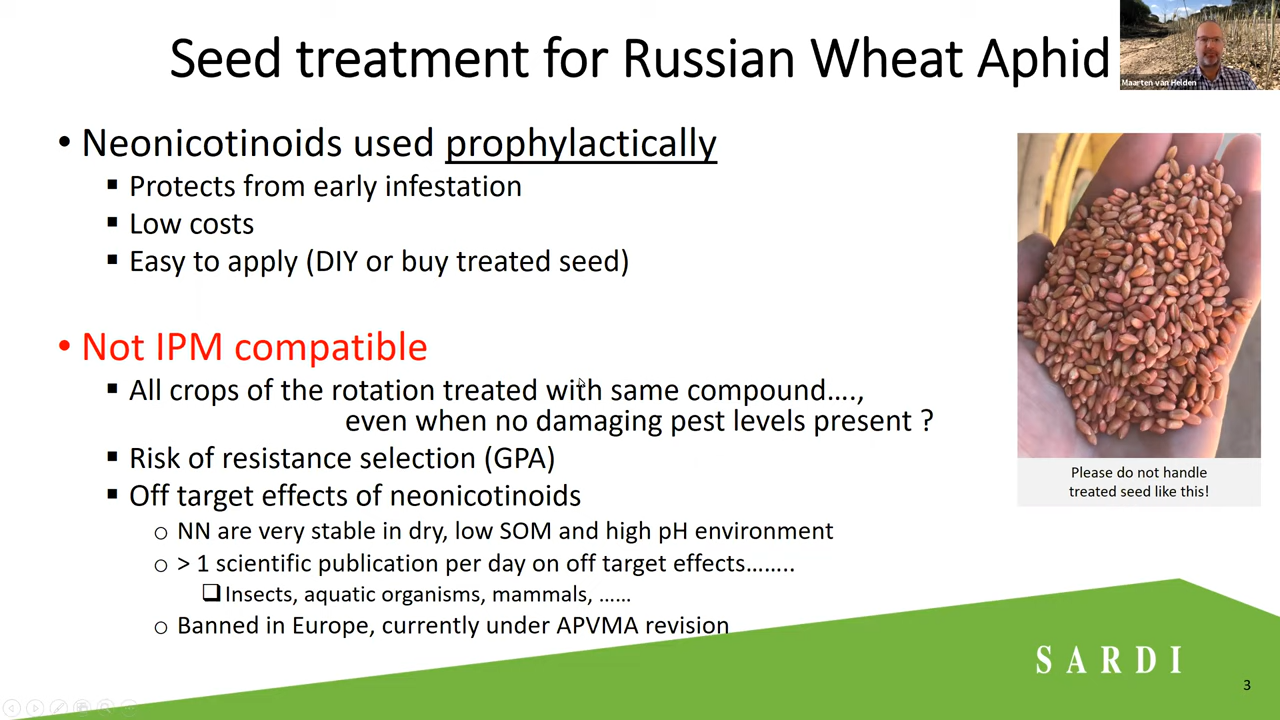 Seed treatment for Russian Wheat Aphid
Maarten van Helden
• Neonicotinoids used prophylactically
▪ Protects from early infestation
▪ Low costs
▪ Easy to apply (DIY or buy treated seed)
• Not IPM compatible
▪ All crops of the rotation treated with same compound....,
even when no damaging pest levels present ?
▪ Risk of resistance selection (GPA)
▪ Off target effects of neonicotinoids
○ NN are very stable in dry, low SOM and high pH environment
○ > 1 scientific publication per day on off target effects........
❑ Insects, aquatic organisms, mammals, ......
○ Banned in Europe, currently under APVMA revision
Please do not handle
treated seed like this!
SARDI
3